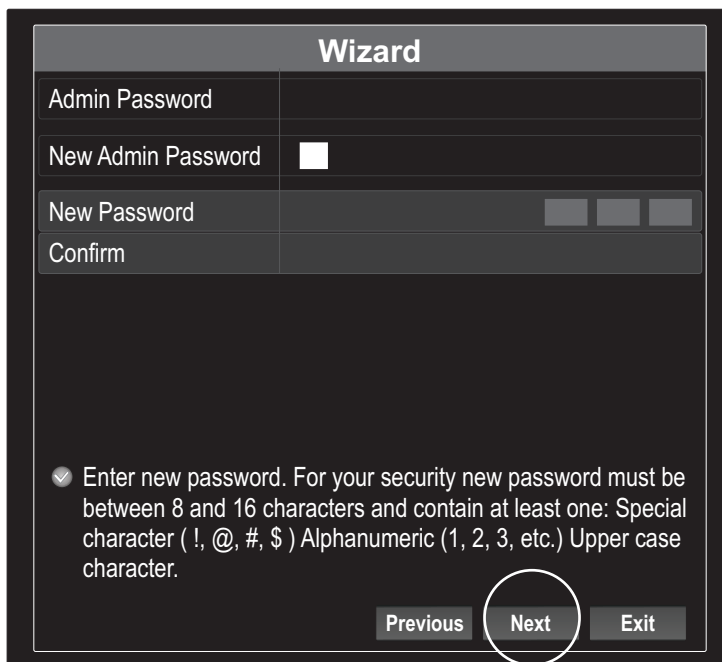 Wizard
Admin Password
New Admin Password
New Password
Confirm
Enter new password. For your security new password must be
between 8 and 16 characters and contain at least one: Special
character ( !, @, #, $ ) Alphanumeric (1, 2, 3, etc.) Upper case
character.
Previous Next Exit